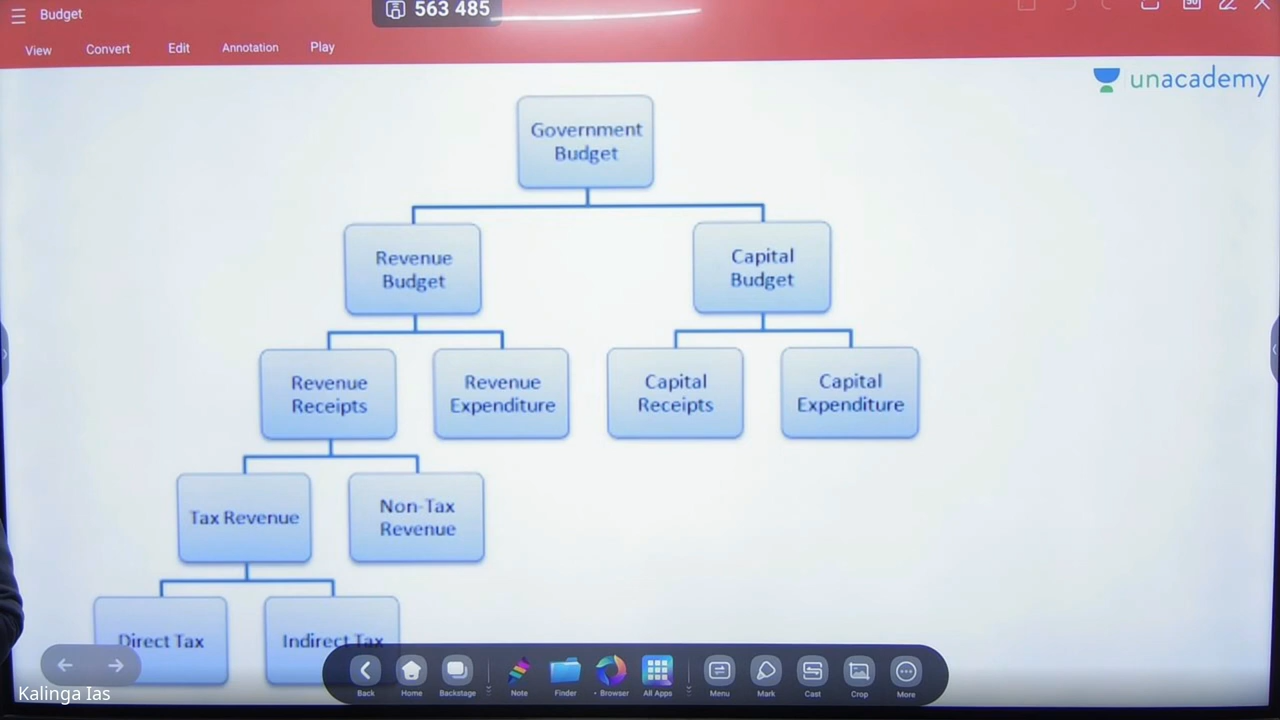 Budget
563 485
View Convert Edit Annotation Play
unacademy
Government
Budget
Revenue
Budget
Capital
Budget
Revenue
Receipts
Revenue
Expenditure
Capital
Receipts
Capital
Expenditure
Tax Revenue
Non-Tax
Revenue
Direct Tax
Indirect Tax
Back Home Backstage Note Finder Browser All Apps Menu Mark Cast Crop More
Kalinga Ias